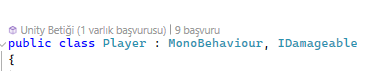 Unity Betiği (1 varlık başvurusu) | 9 başvuru
public class Player : MonoBehaviour, IDamageable
{